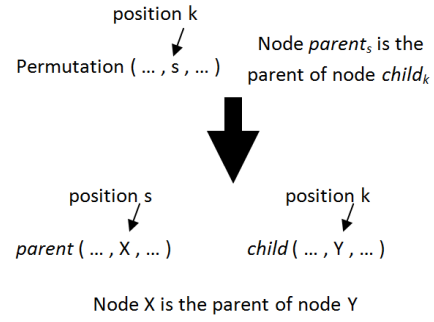 position k
Permutation ( ... , s , ... )
Node parentₛ is the
parent of node childₖ
position s
position k
parent ( ... , X , ... )
child ( ... , Y , ... )
Node X is the parent of node Y